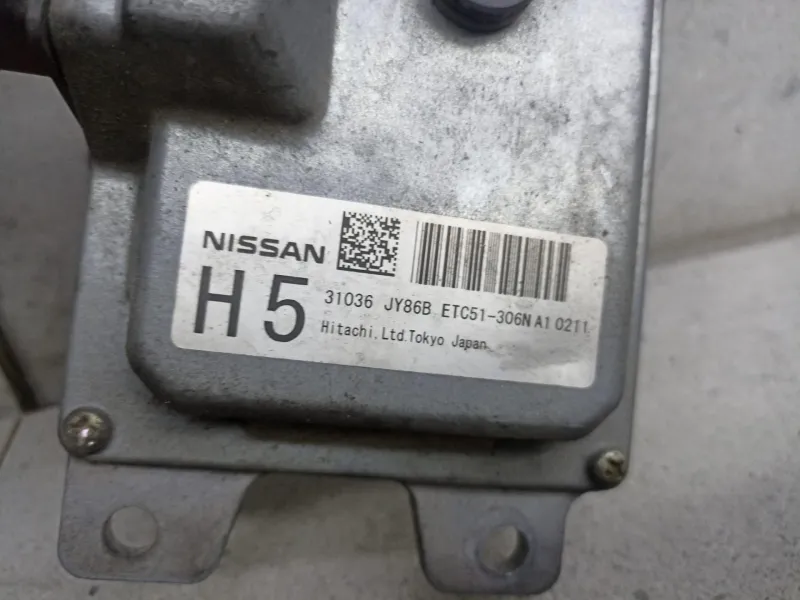 NISSAN
H5
31036 JY86B ETC51-306N A1 0211
Hitachi,Ltd.Tokyo Japan